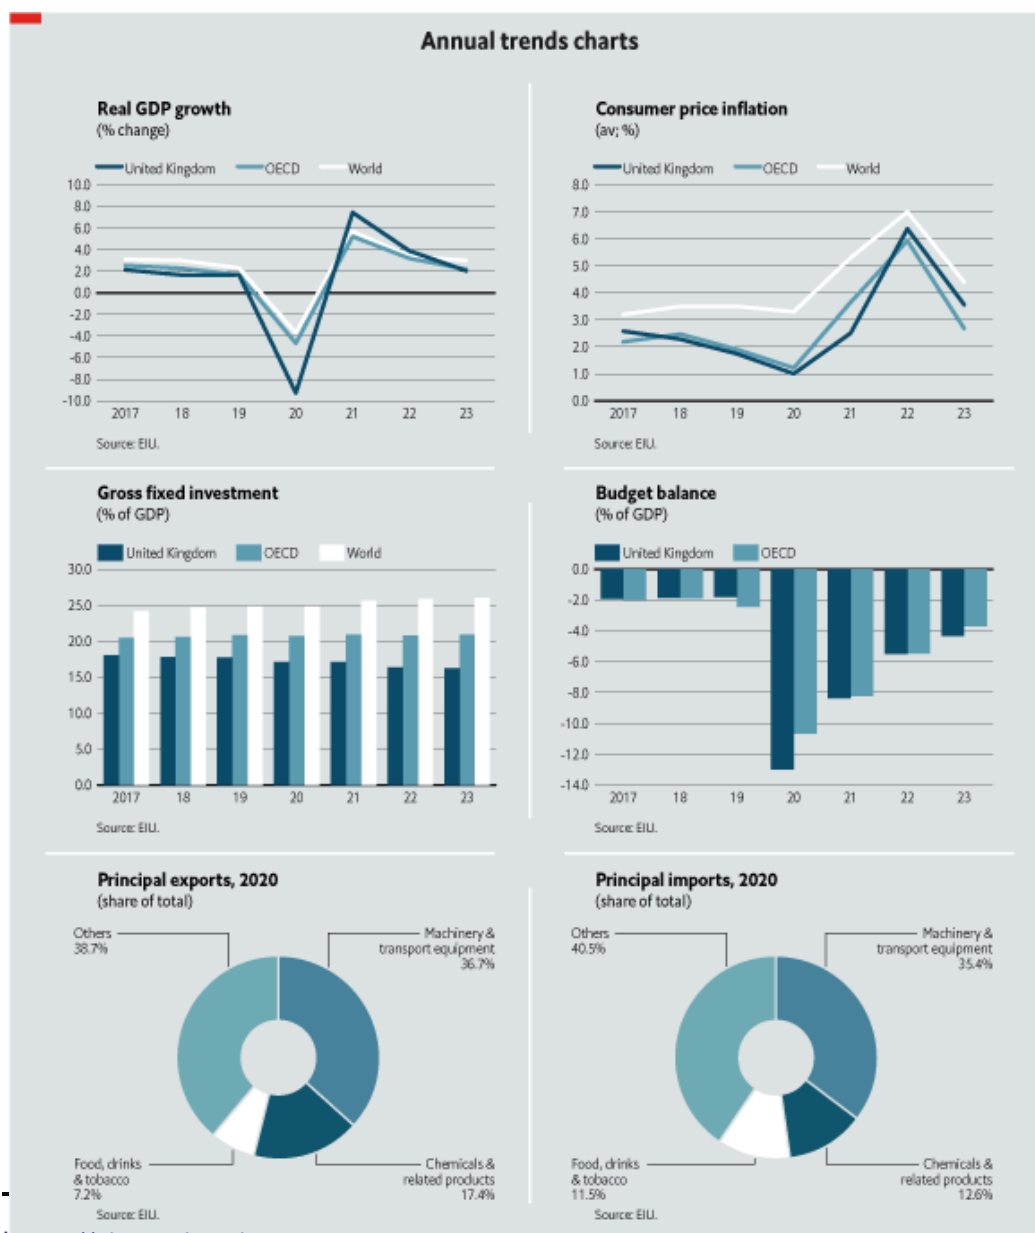 Annual trends charts
Real GDP growth
(% change)
United Kingdom OECD World
10.0
8.0
6.0
4.0
2.0
0.0
-2.0
-4.0
-6.0
-8.0
-10.0
2017 18 19 20 21 22 23
Source: EIU.
Consumer price inflation
(av; %)
United Kingdom OECD World
8.0
7.0
6.0
5.0
4.0
3.0
2.0
1.0
0.0
2017 18 19 20 21 22 23
Source: EIU.
Gross fixed investment
(% of GDP)
United Kingdom OECD World
30.0
25.0
20.0
15.0
10.0
5.0
0.0
2017 18 19 20 21 22 23
Source: EIU.
Budget balance
(% of GDP)
United Kingdom OECD
0.0
-2.0
-4.0
-6.0
-8.0
-10.0
-12.0
-14.0
2017 18 19 20 21 22 23
Source: EIU.
Principal exports, 2020
(share of total)
Others
38.7%
Machinery &
transport equipment
36.7%
Food, drinks
& tobacco
7.2%
Chemicals &
related products
17.4%
Source: EIU.
Principal imports, 2020
(share of total)
Others
40.5%
Machinery &
transport equipment
35.4%
Food, drinks
& tobacco
11.5%
Chemicals &
related products
12.6%
Source: EIU.